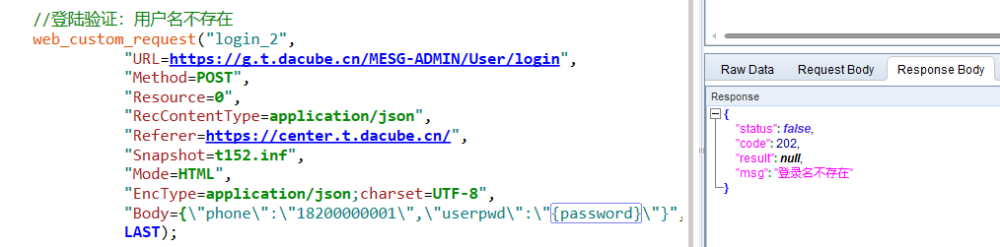 //登陆验证：用户名不存在
web_custom_request("login_2",
"URL=https://g.t.dacube.cn/MESG-ADMIN/User/login",
"Method=POST",
"Resource=0",
"RecContentType=application/json",
"Referer=https://center.t.dacube.cn/",
"Snapshot=t152.inf",
"Mode=HTML",
"EncType=application/json;charset=UTF-8",
"Body={\"phone\":\"18200000001\",\"userpwd\":\"{password}\"}",
LAST);
Raw Data Request Body Response Body
Response
{
"status": false,
"code": 202,
"result": null,
"msg": "登录名不存在"
}